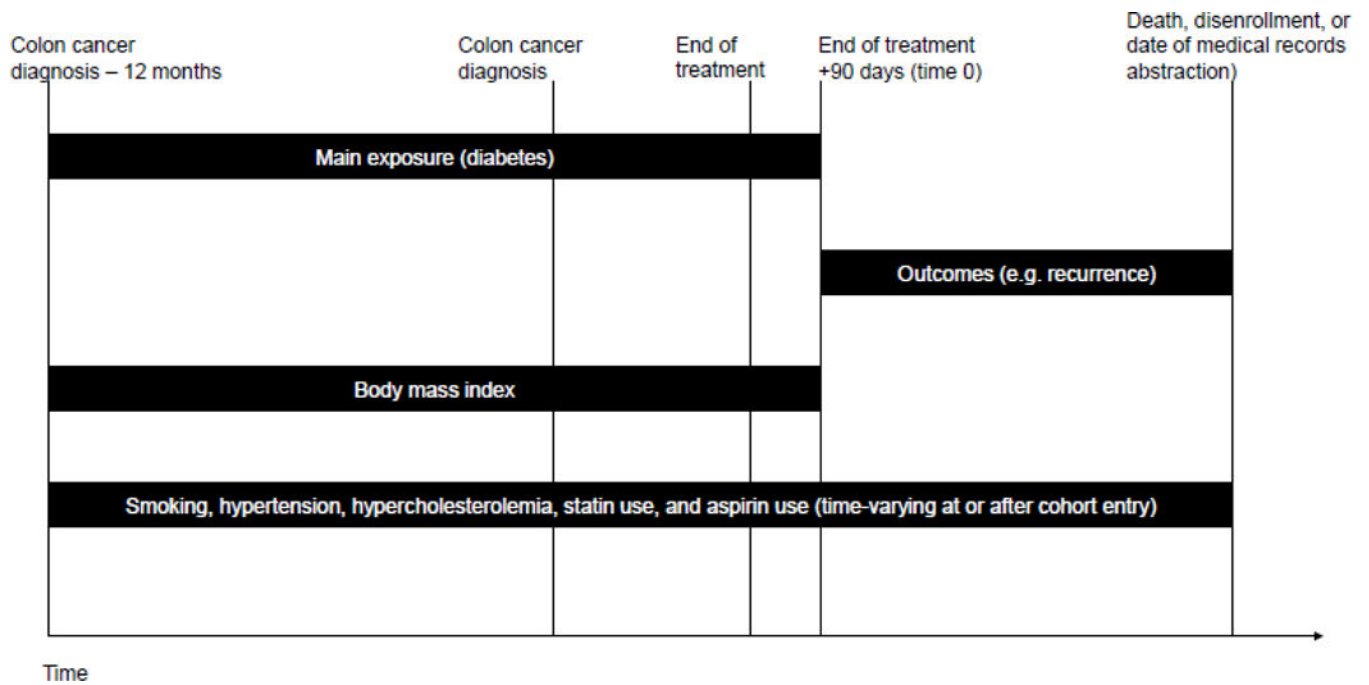 Colon cancer
diagnosis – 12 months
Colon cancer
diagnosis
End of
treatment
End of treatment
+90 days (time 0)
Death, disenrollment, or
date of medical records
abstraction)
Main exposure (diabetes)
Outcomes (e.g. recurrence)
Body mass index
Smoking, hypertension, hypercholesterolemia, statin use, and aspirin use (time-varying at or after cohort entry)
Time